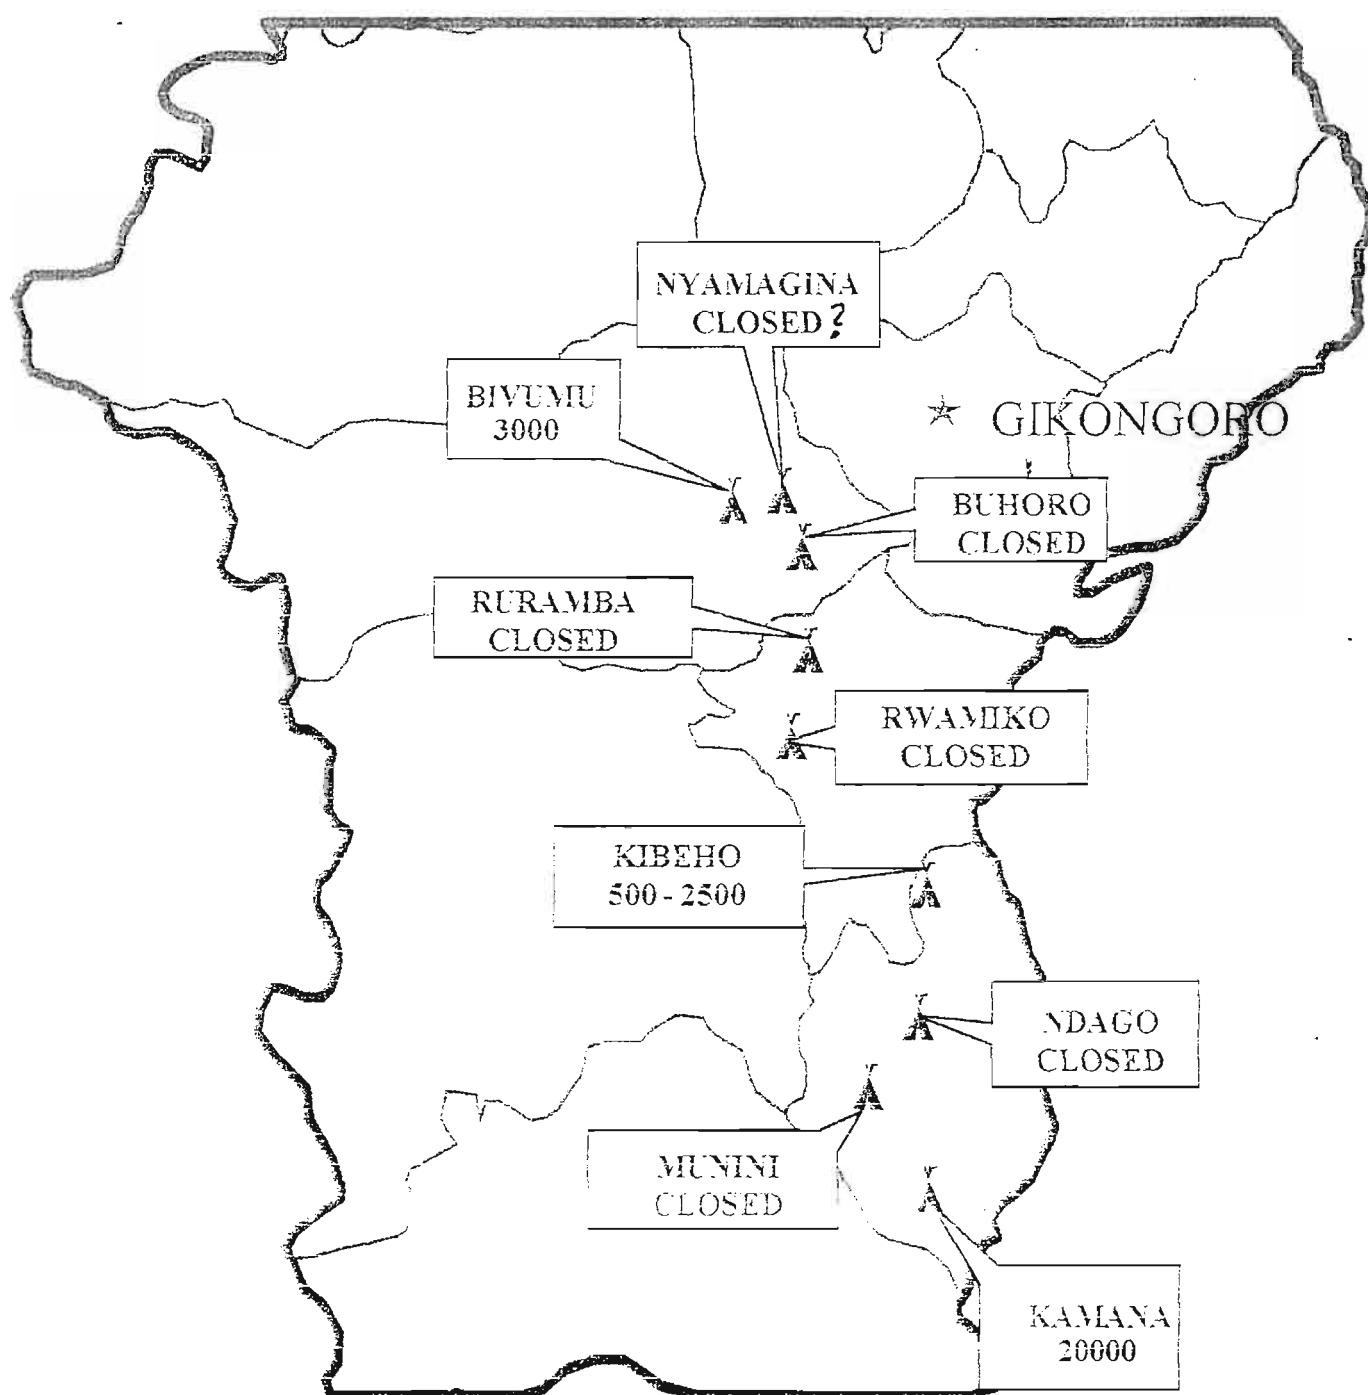 NYAMAGINA
CLOSED?
BIVUMU
3000
GIKONGORO
BUHORO
CLOSED
RURAMBA
CLOSED
RWAMIKO
CLOSED
KIBEHO
500 - 2500
NDAGO
CLOSED
MUNINI
CLOSED
KAMANA
20000